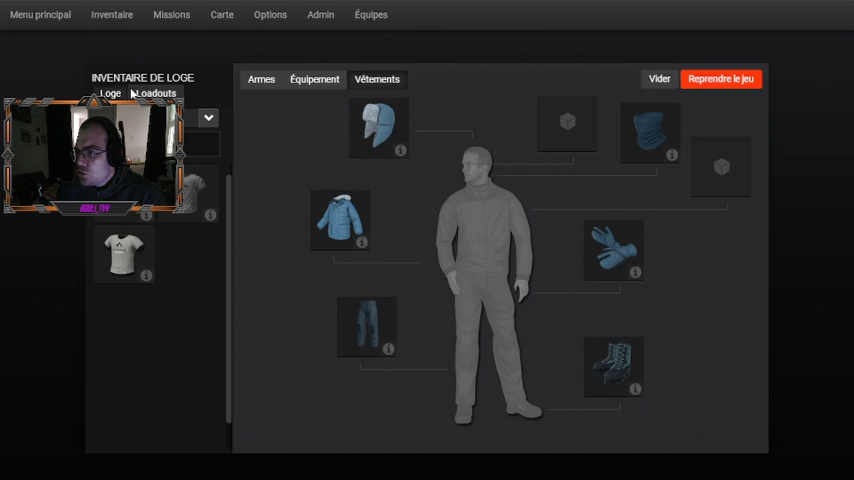 Menu principal Inventaire Missions Carte Options Admin Équipes
INVENTAIRE DE LOGE
Loge Loadouts
Armes Équipement Vêtements Vider Reprendre le jeu